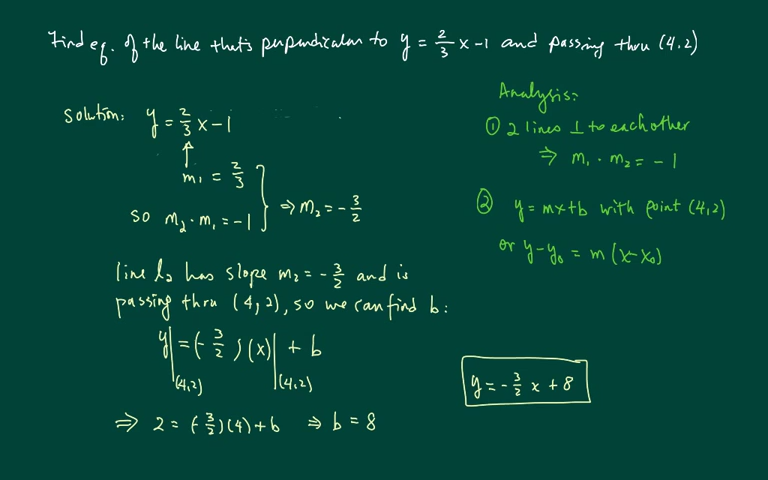 Find eq. of the line that's perpendicular to y = 2/3 x - 1 and passing thru (4,2)
Solution: y = 2/3 x - 1
m₁ = 2/3
so m₂ · m₁ = -1 } ⇒ m₂ = -3/2
line l₂ has slope m₂ = -3/2 and is
passing thru (4,2), so we can find b:
y|(4,2) = (-3/2)(x)|(4,2) + b
⇒ 2 = (-3/2)(4) + b ⇒ b = 8
Analysis:
① 2 lines ⊥ to each other
⇒ m₁ · m₂ = -1
② y = mx + b with point (4,2)
or y - y₀ = m (x - x₀)
y = -3/2 x + 8